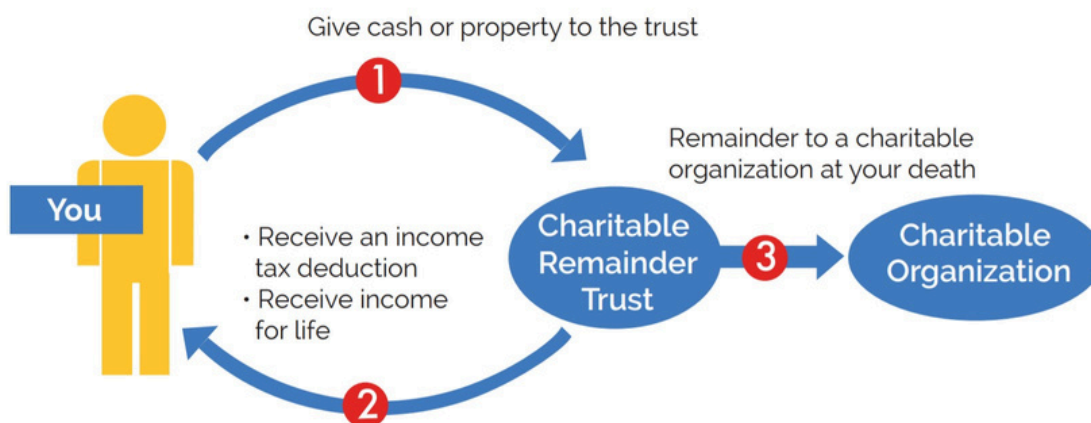 Give cash or property to the trust
1
Remainder to a charitable
organization at your death
You
• Receive an income
tax deduction
• Receive income
for life
Charitable
Remainder
Trust
3
Charitable
Organization
2